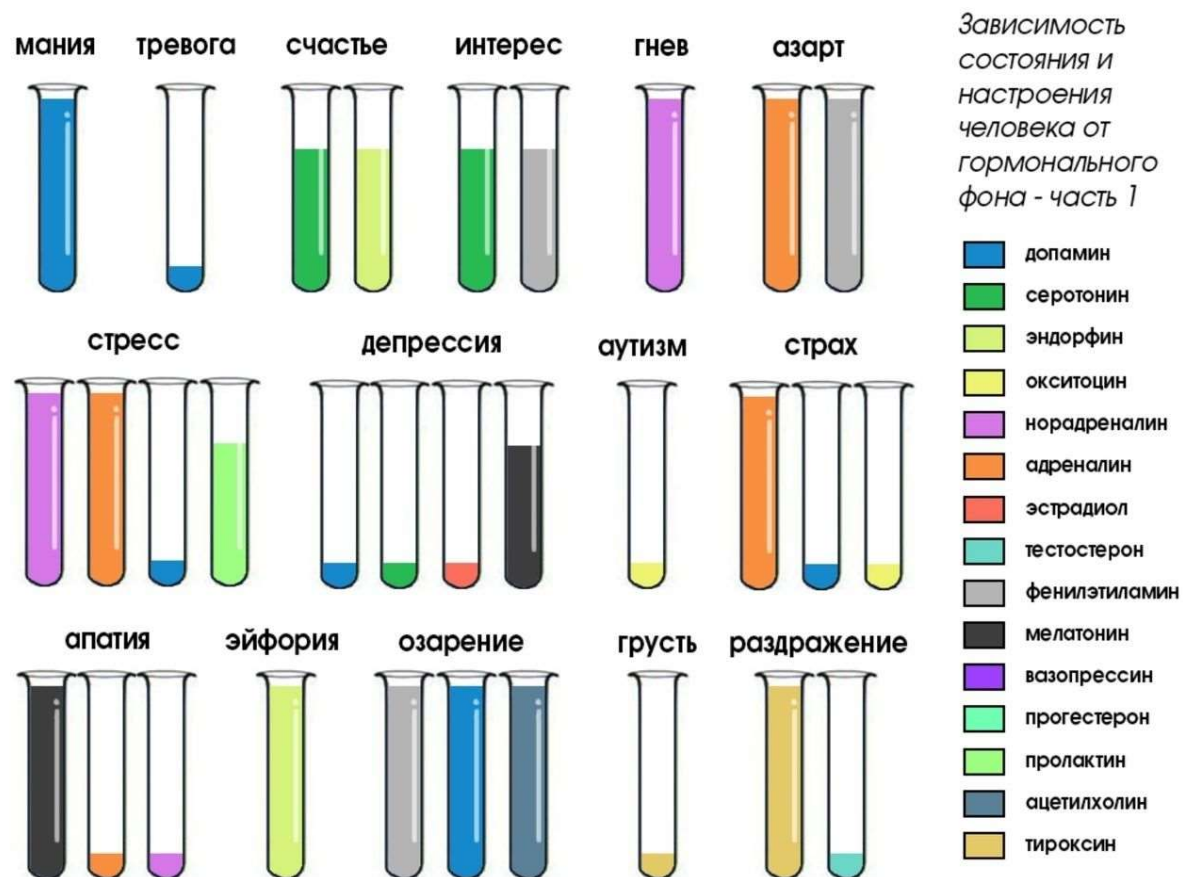 мания тревога счастье интерес гнев азарт
Зависимость
состояния и
настроения
человека от
гормонального
фона - часть 1
допамин
серотонин
эндорфин
окситоцин
норадреналин
адреналин
эстрадиол
тестостерон
фенилэтиламин
мелатонин
вазопрессин
прогестерон
пролактин
ацетилхолин
тироксин
стресс депрессия аутизм страх
апатия эйфория озарение грусть раздражение